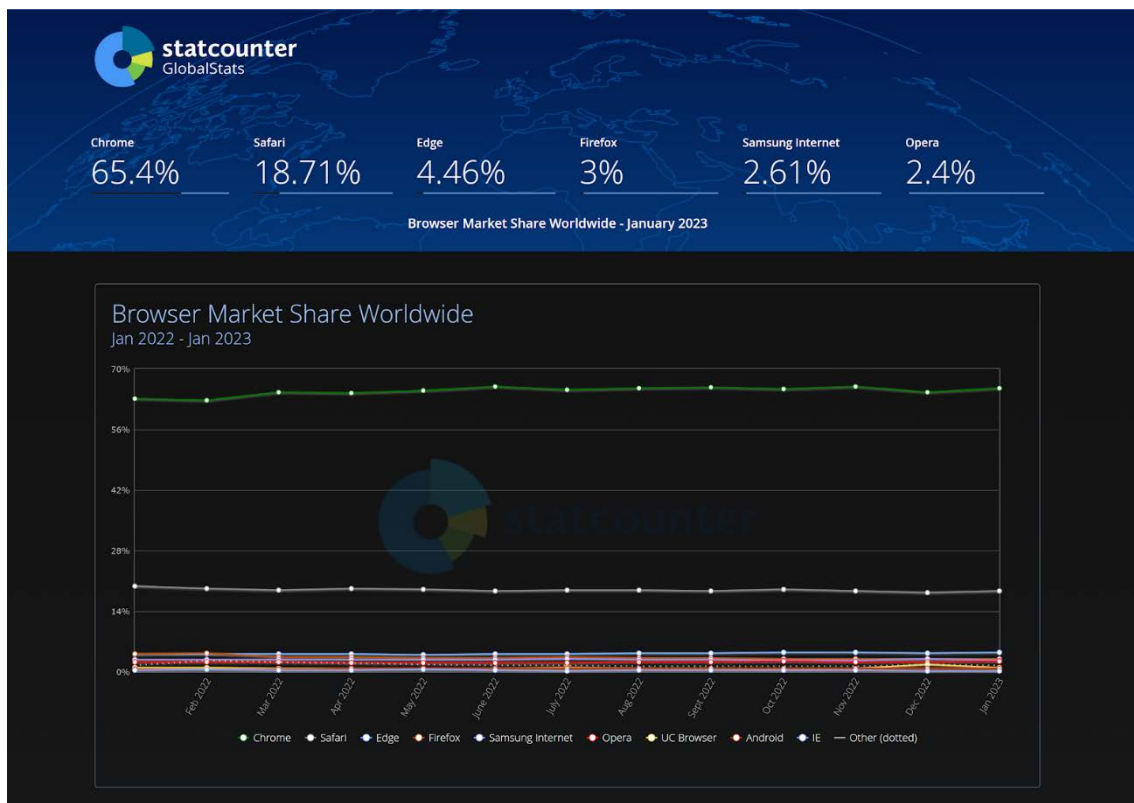 statcounter
GlobalStats
Chrome Safari Edge Firefox Samsung Internet Opera
65.4% 18.71% 4.46% 3% 2.61% 2.4%
Browser Market Share Worldwide - January 2023
Browser Market Share Worldwide
Jan 2022 - Jan 2023
70%
56%
42%
statcounter
28%
14%
0%
Feb 2022 Mar 2022 Apr 2022 May 2022 June 2022 July 2022 Aug 2022 Sept 2022 Oct 2022 Nov 2022 Dec 2022 Jan 2023
Chrome Safari Edge Firefox Samsung Internet Opera UC Browser Android IE Other (dotted)